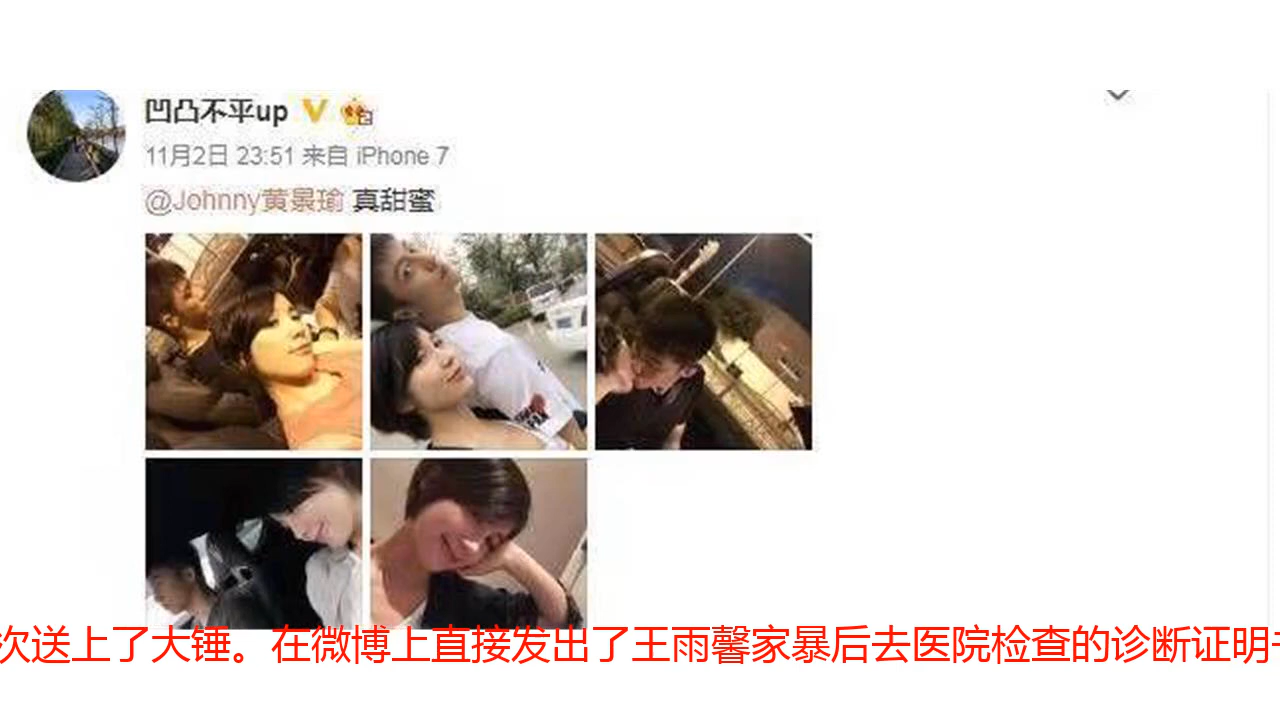 凹凸不平up
11月2日 23:51 来自 iPhone 7
@Johnny黄景瑜 真甜蜜
次送上了大锤。在微博上直接发出了王雨馨家暴后去医院检查的诊断证明书